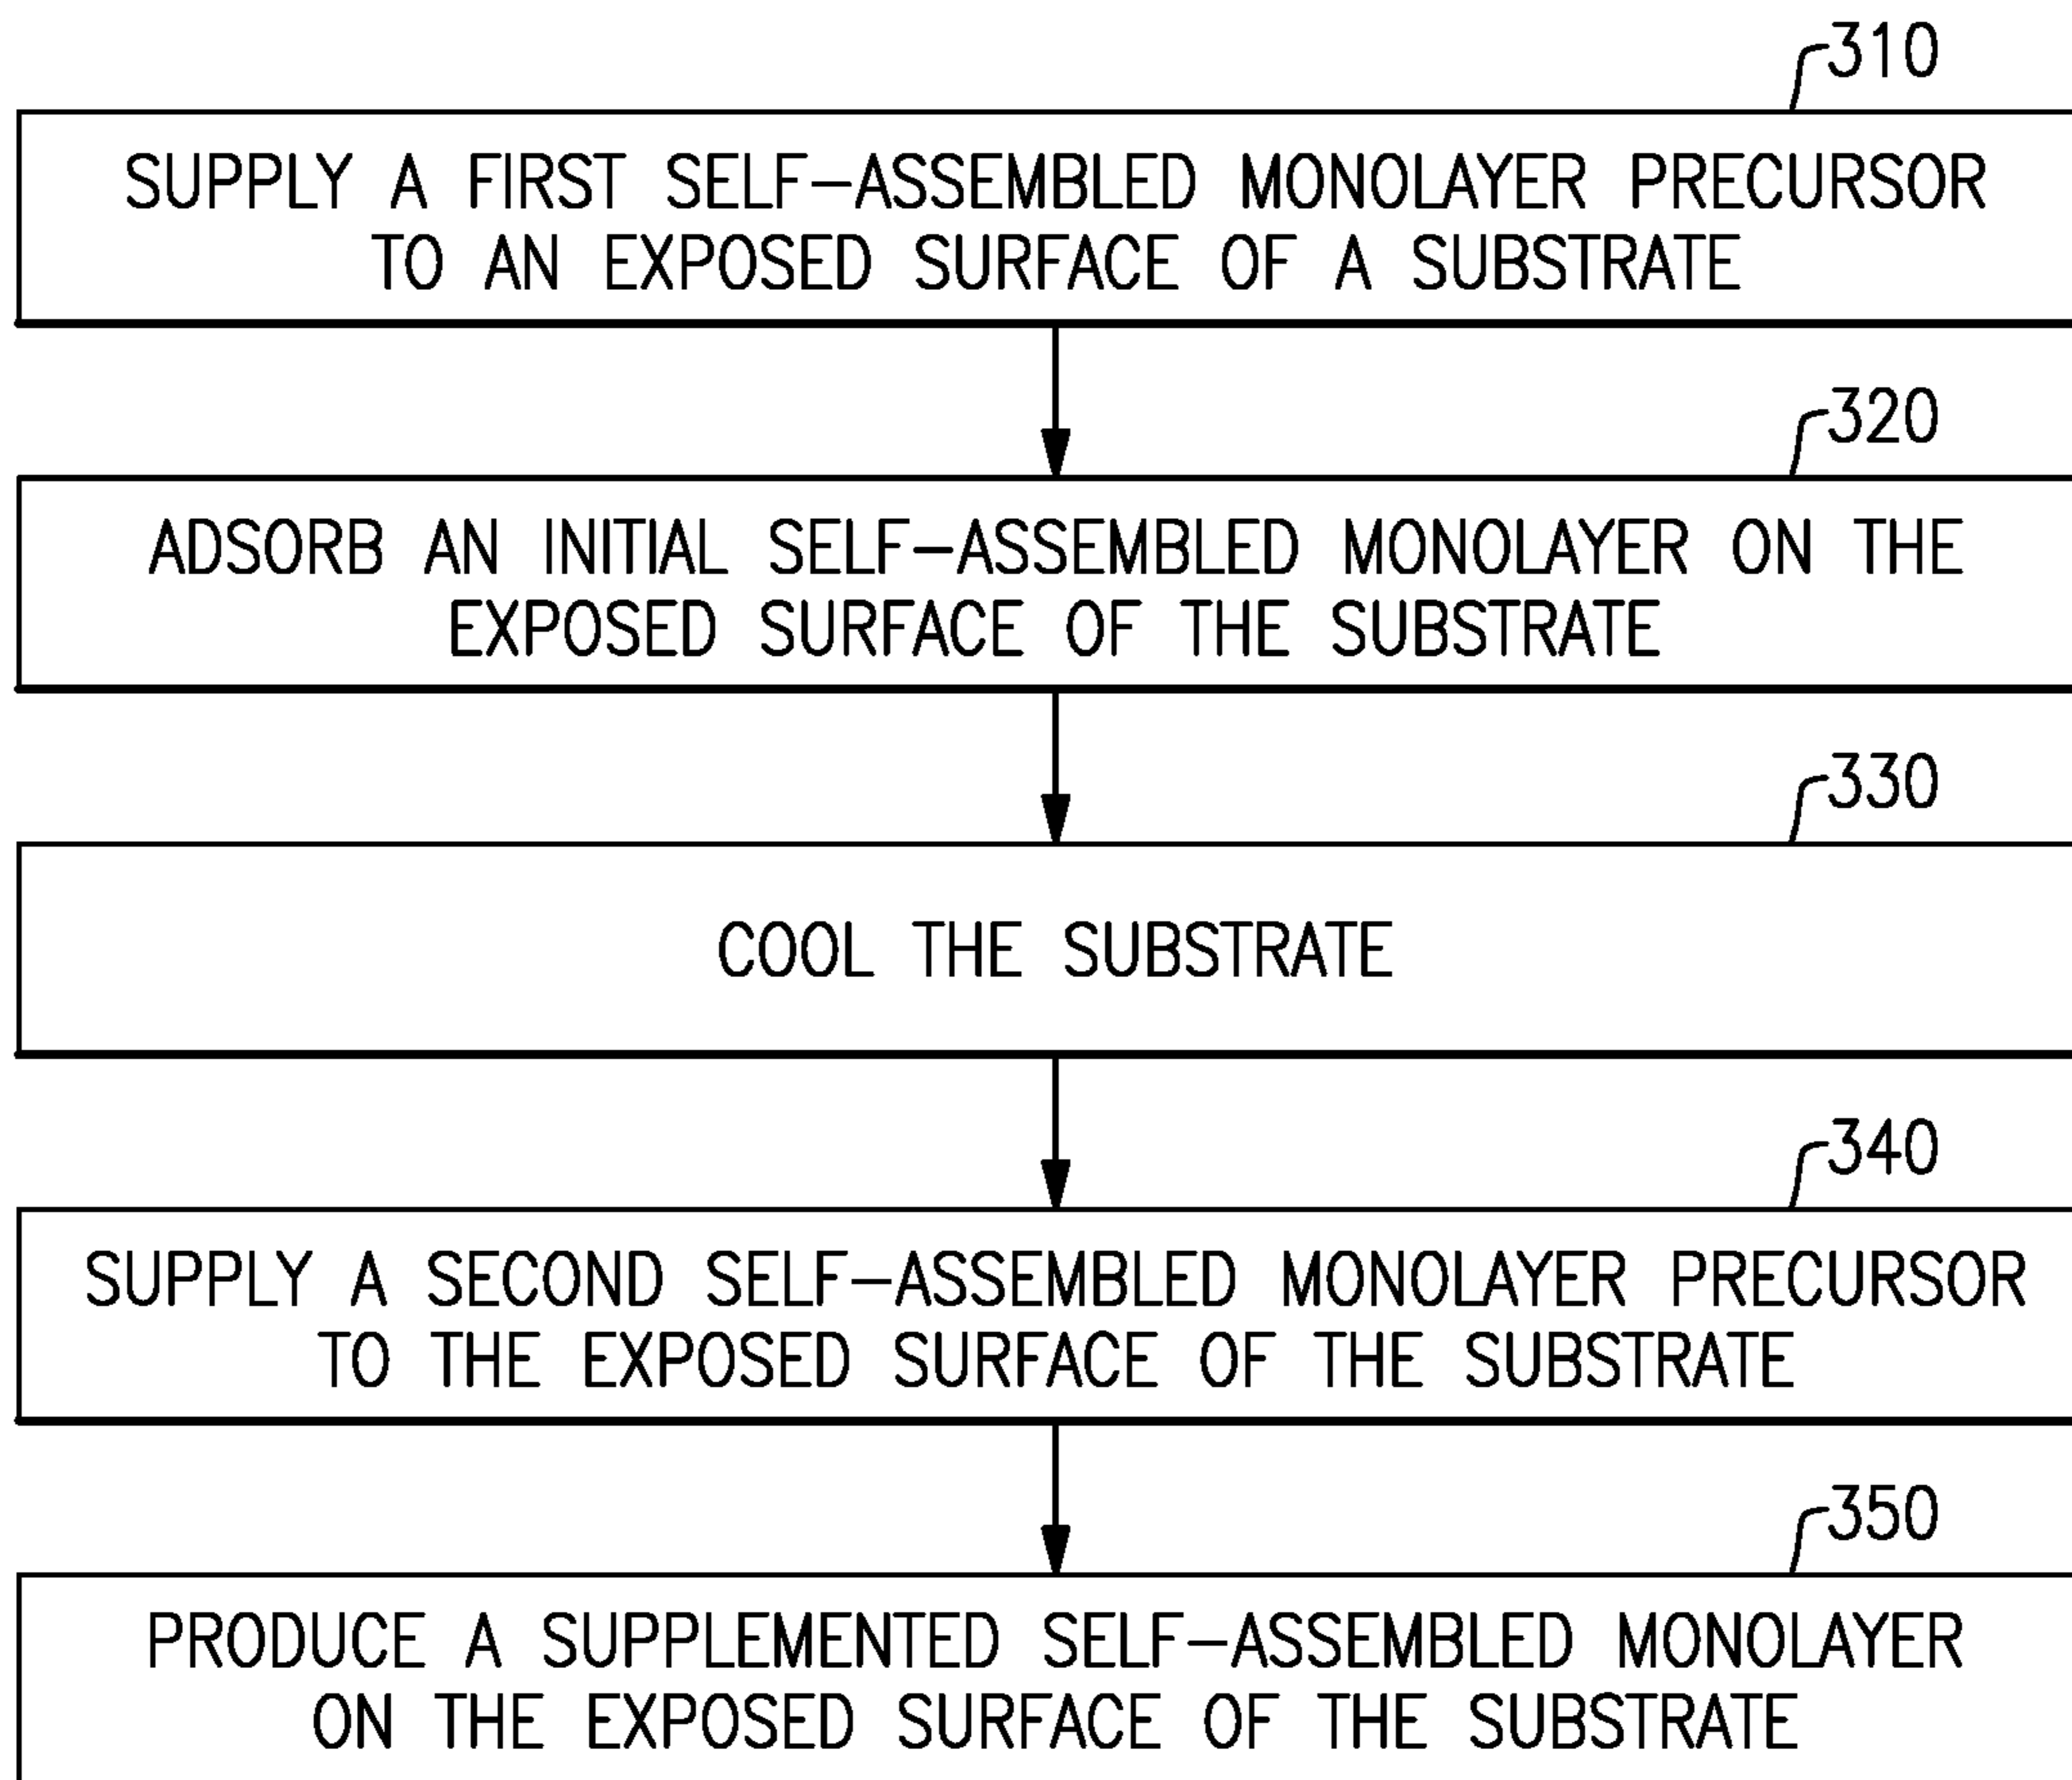 310
SUPPLY A FIRST SELF-ASSEMBLED MONOLAYER PRECURSOR
TO AN EXPOSED SURFACE OF A SUBSTRATE
320
ADSORB AN INITIAL SELF-ASSEMBLED MONOLAYER ON THE
EXPOSED SURFACE OF THE SUBSTRATE
330
COOL THE SUBSTRATE
340
SUPPLY A SECOND SELF-ASSEMBLED MONOLAYER PRECURSOR
TO THE EXPOSED SURFACE OF THE SUBSTRATE
350
PRODUCE A SUPPLEMENTED SELF-ASSEMBLED MONOLAYER
ON THE EXPOSED SURFACE OF THE SUBSTRATE